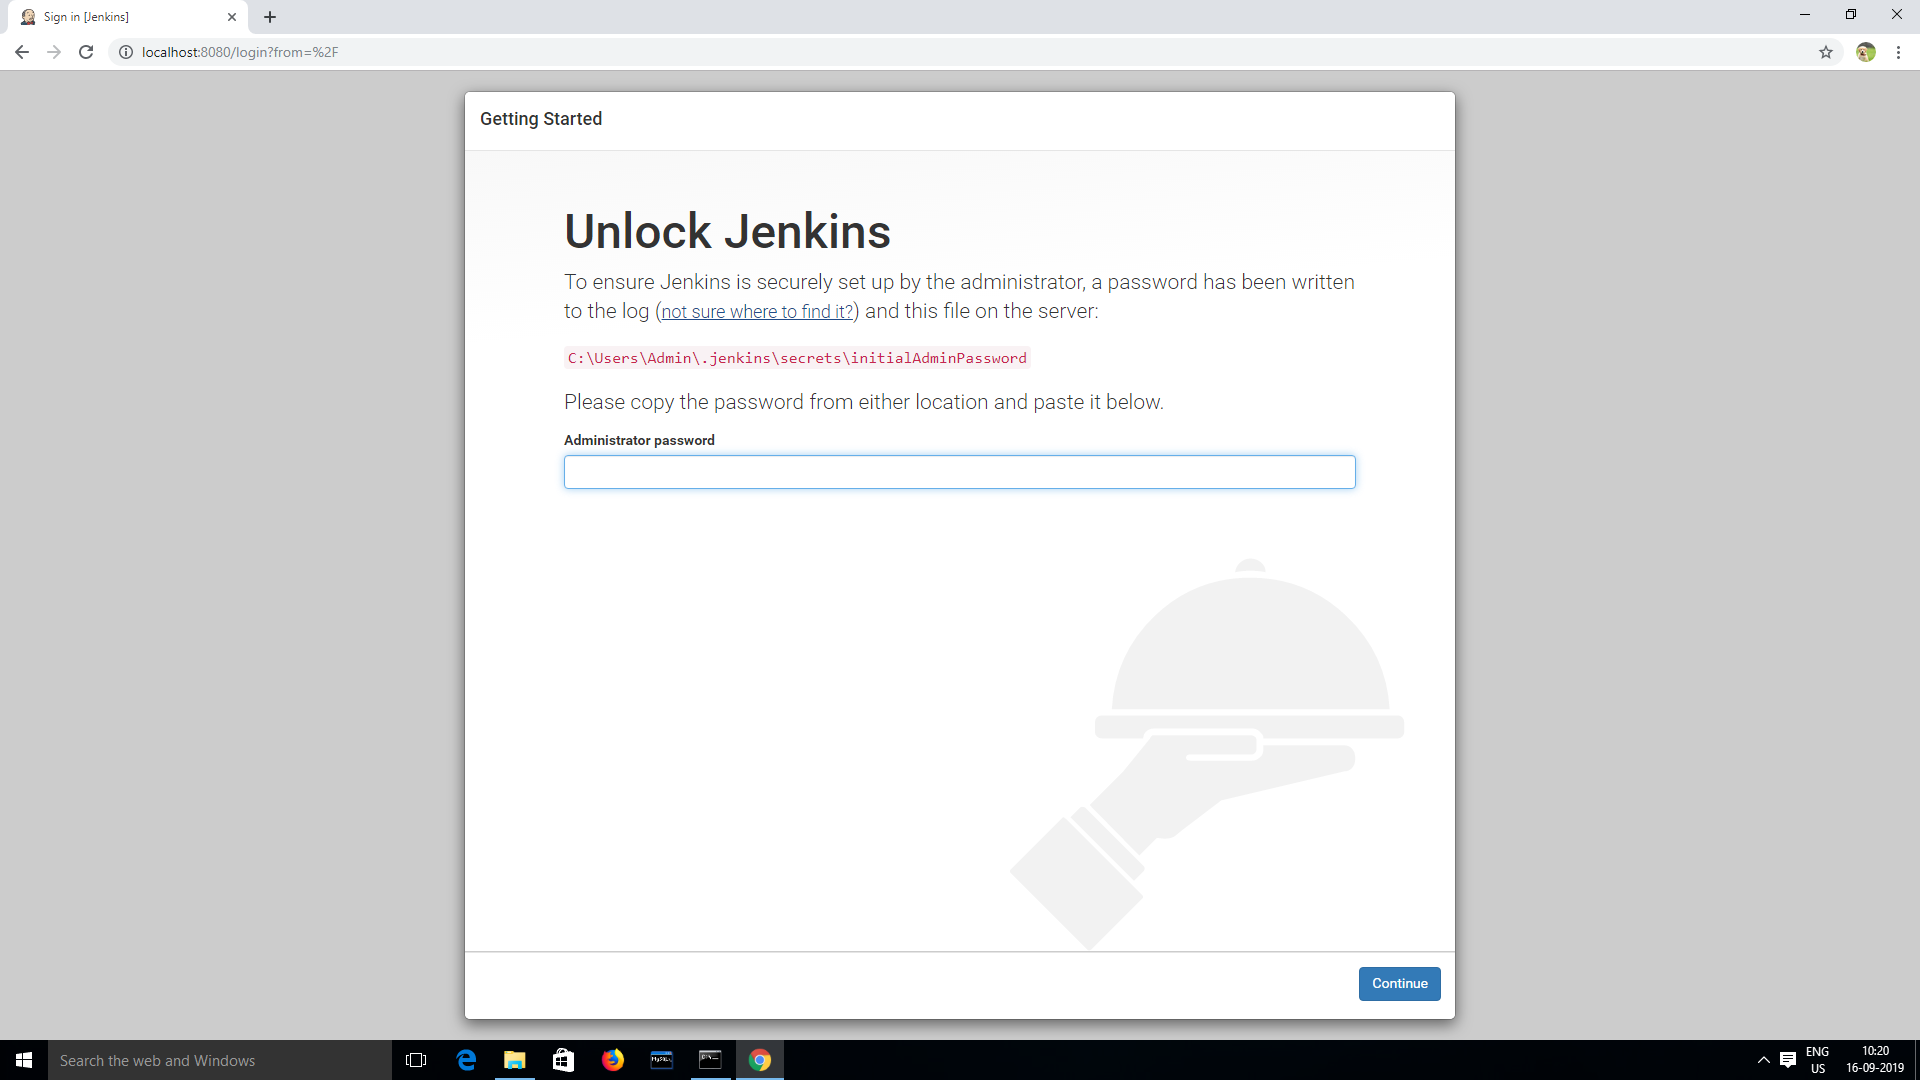 Sign in [Jenkins]
localhost:8080/login?from=%2F
Getting Started
Unlock Jenkins
To ensure Jenkins is securely set up by the administrator, a password has been written
to the log (not sure where to find it?) and this file on the server:
C:\Users\Admin\.jenkins\secrets\initialAdminPassword
Please copy the password from either location and paste it below.
Administrator password
Continue
Search the web and Windows
MySQL
C:\.
ENG
US
10:20
16-09-2019